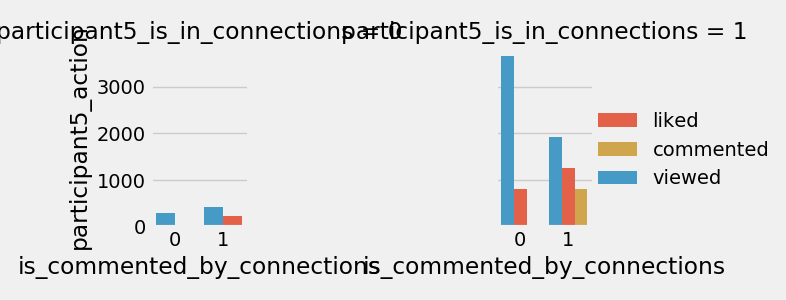 participant5_is_in_connections = 0
participant5_is_in_connections = 1
participant5_action
3000
2000
1000
0
0 1
0 1
is_commented_by_connections
is_commented_by_connections
liked
commented
viewed